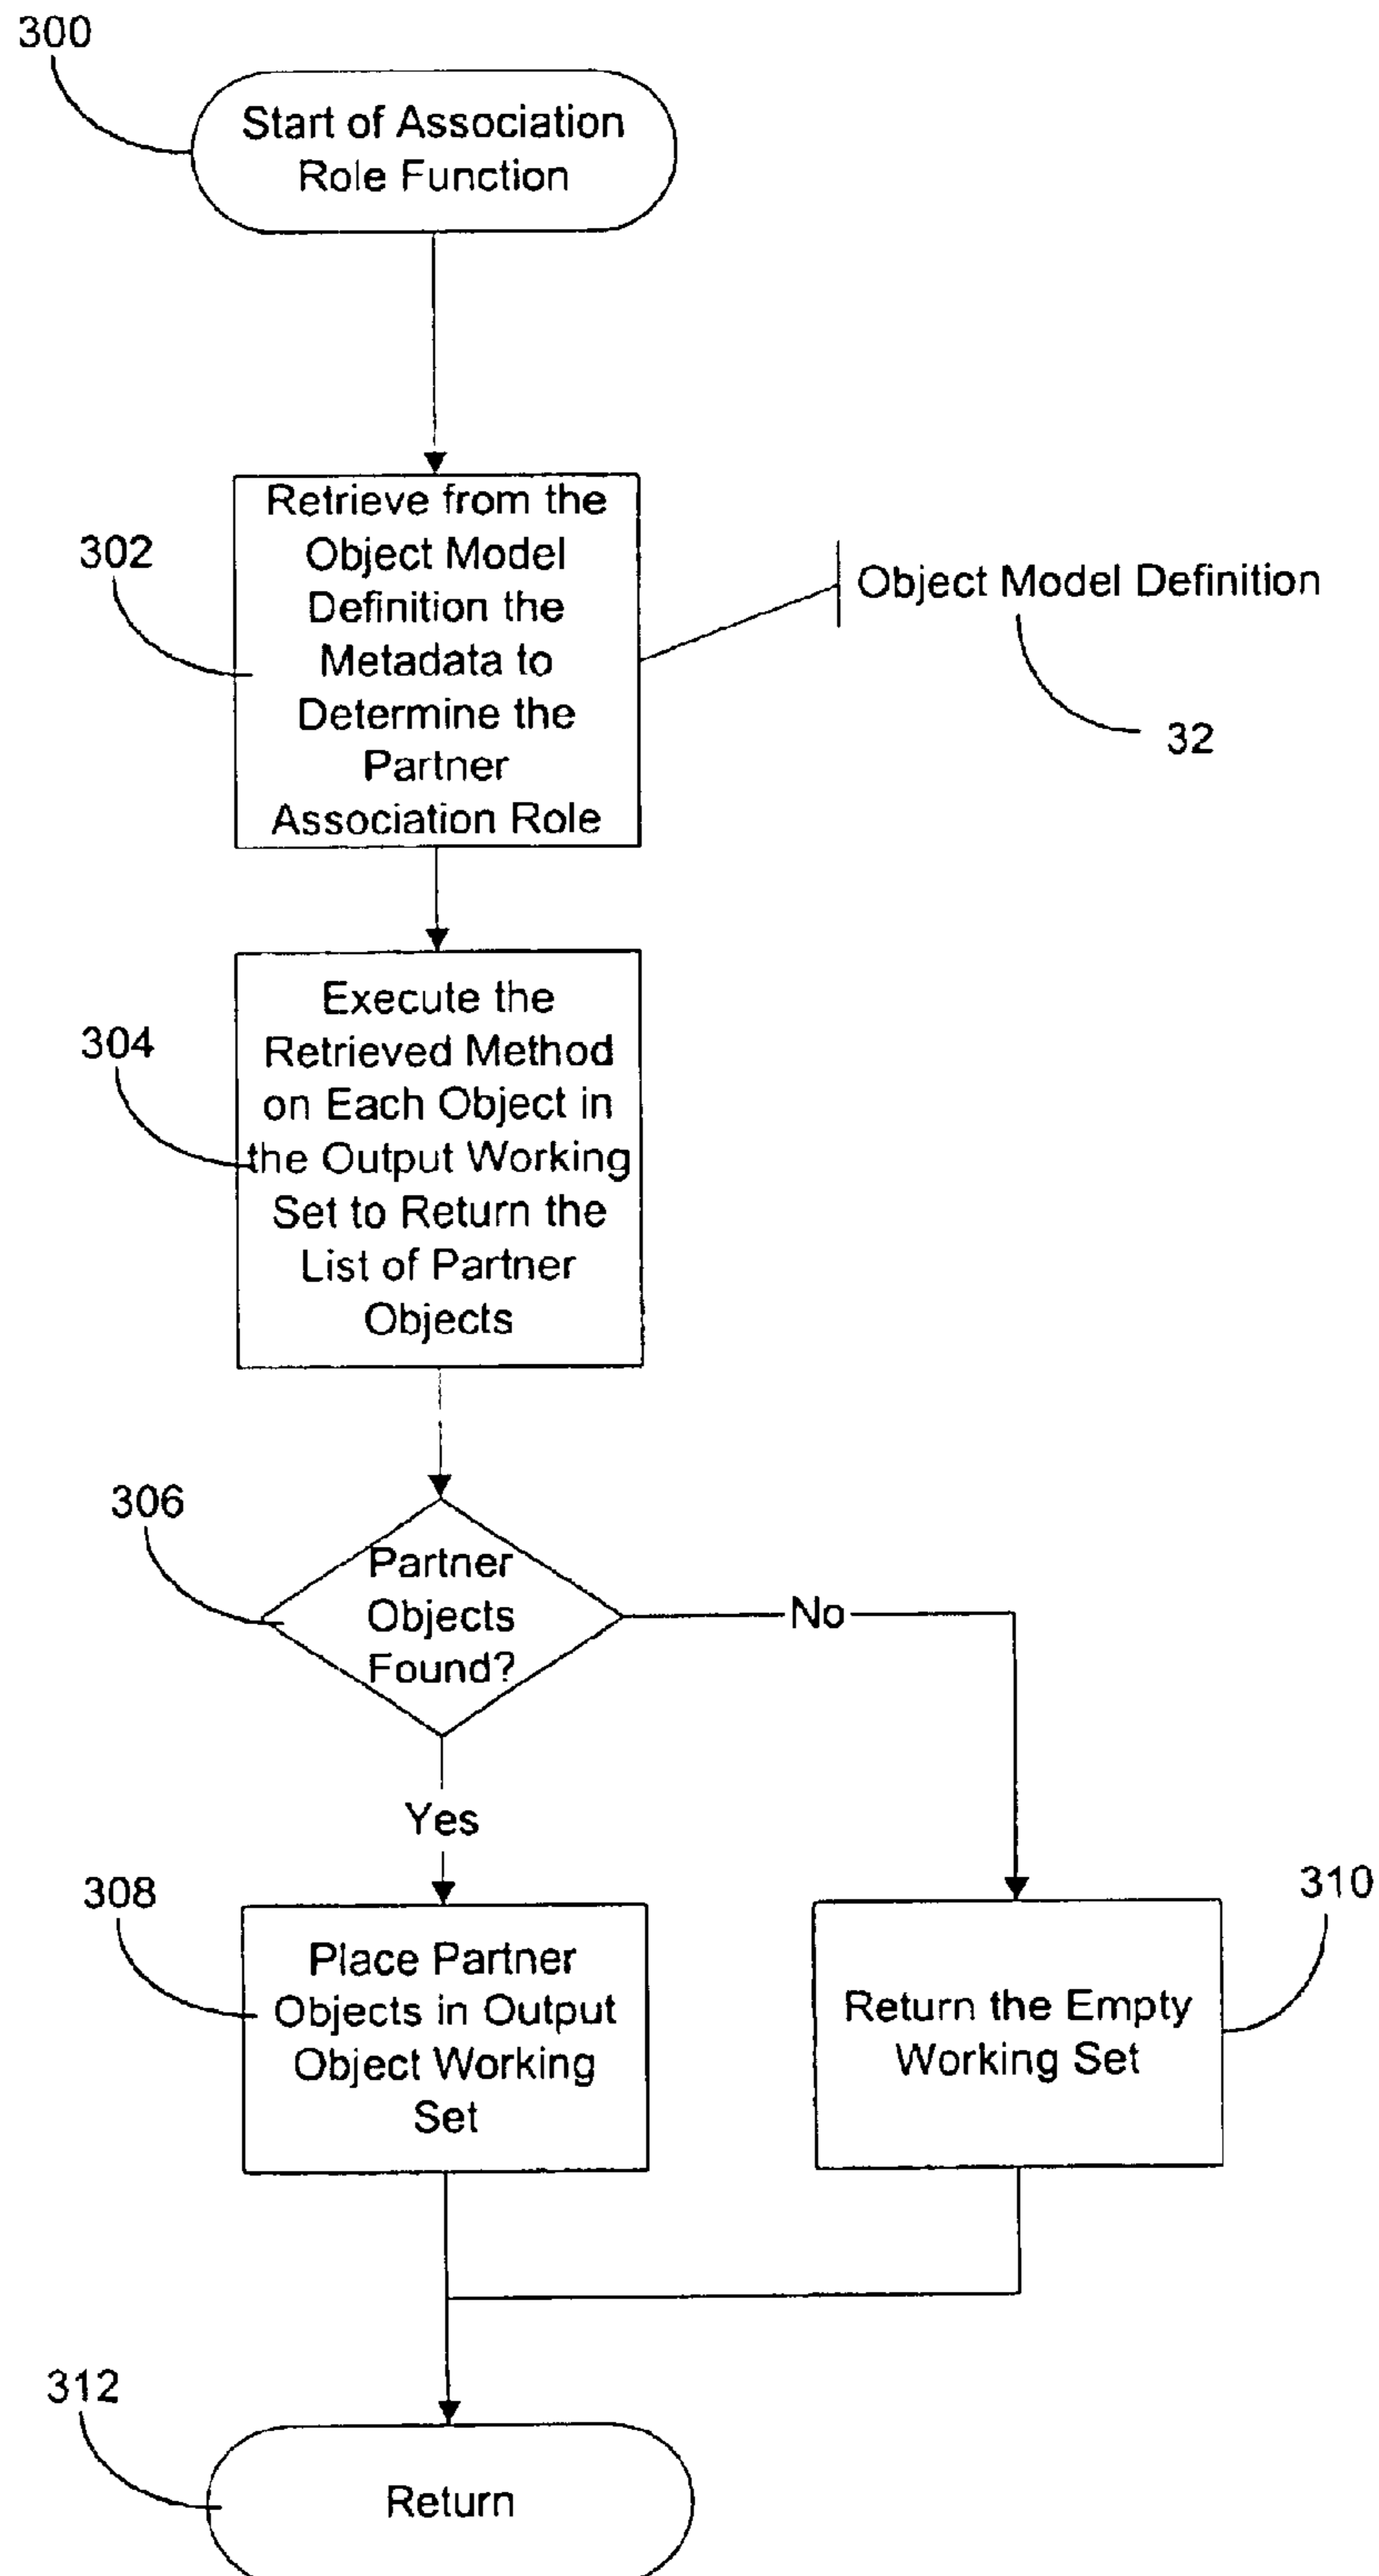 300
Start of Association
Role Function
302
Retrieve from the
Object Model
Definition the
Metadata to
Determine the
Partner
Association Role
Object Model Definition
32
304
Execute the
Retrieved Method
on Each Object in
the Output Working
Set to Return the
List of Partner
Objects
306
Partner
Objects
Found?
No
Yes
308
Place Partner
Objects in Output
Object Working
Set
310
Return the Empty
Working Set
312
Return